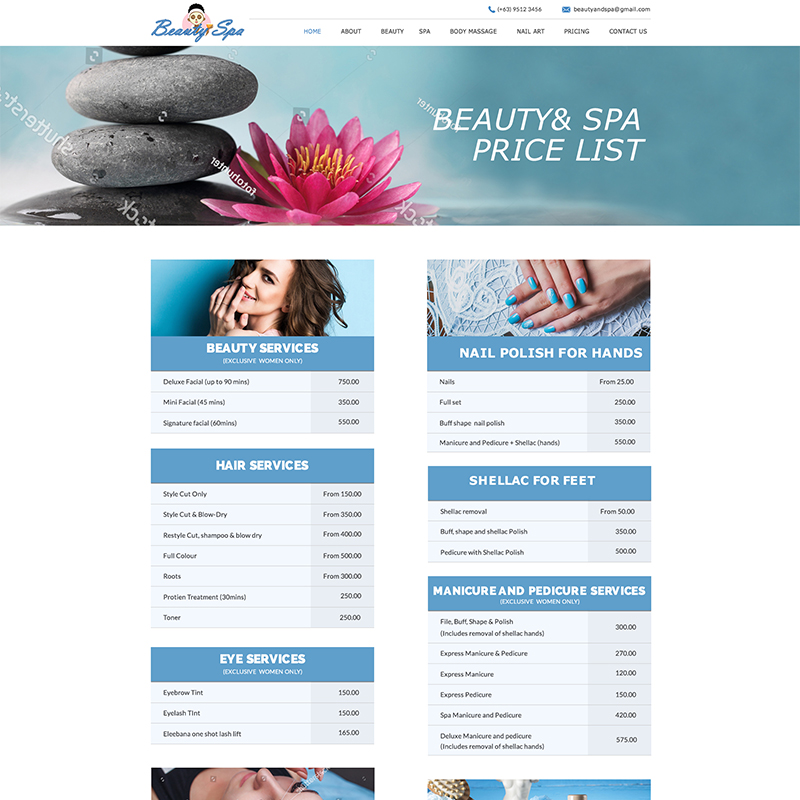 Beauty Spa
(+63) 9512 3456
beautyandspa@gmail.com
HOME ABOUT BEAUTY SPA BODY MASSAGE NAIL ART PRICING CONTACT US
BEAUTY& SPA
PRICE LIST
shutterstock
fotohunter
BEAUTY SERVICES
(EXCLUSIVE WOMEN ONLY)
Deluxe Facial (up to 90 mins) 750.00
Mini Facial (45 mins) 350.00
Signature facial (60mins) 550.00
HAIR SERVICES
Style Cut Only From 150.00
Style Cut & Blow-Dry From 350.00
Restyle Cut, shampoo & blow dry From 400.00
Full Colour From 500.00
Roots From 300.00
Protien Treatment (30mins) 250.00
Toner 250.00
EYE SERVICES
(EXCLUSIVE WOMEN ONLY)
Eyebrow Tint 150.00
Eyelash TInt 150.00
Eleebana one shot lash lift 165.00
NAIL POLISH FOR HANDS
Nails From 25.00
Full set 250.00
Buff shape nail polish 350.00
Manicure and Pedicure + Shellac (hands) 550.00
SHELLAC FOR FEET
Shellac removal From 50.00
Buff, shape and shellac Polish 350.00
Pedicure with Shellac Polish 500.00
MANICURE AND PEDICURE SERVICES
(EXCLUSIVE WOMEN ONLY)
File, Buff, Shape & Polish 300.00
(Includes removal of shellac hands)
Express Manicure & Pedicure 270.00
Express Manicure 120.00
Express Pedicure 150.00
Spa Manicure and Pedicure 420.00
Deluxe Manicure and pedicure 575.00
(Includes removal of shellac hands)